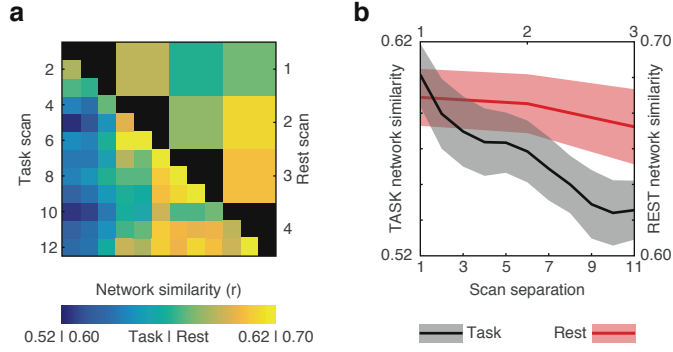 a
Task scan
2
4
6
8
10
12
1
2
3
4
Rest scan
Network similarity (r)
0.52 | 0.60
Task | Rest
0.62 | 0.70
b
1
2
3
0.62
0.70
TASK network similarity
REST network similarity
0.52
0.60
1
3
5
7
9
11
Scan separation
Task
Rest